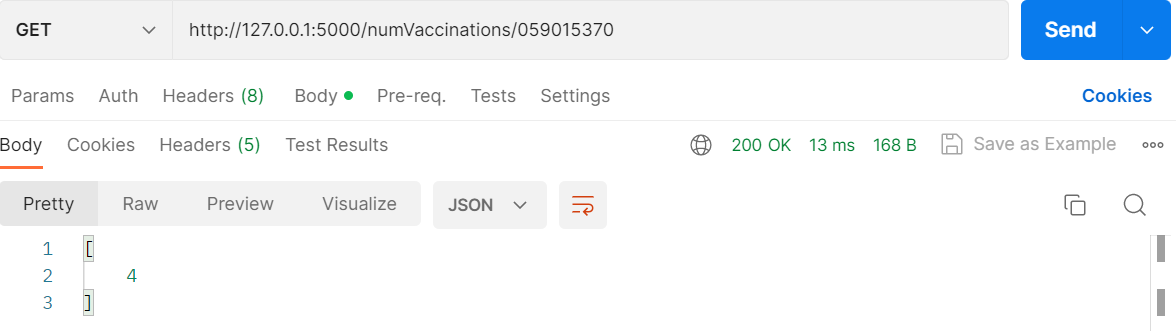 GET http://127.0.0.1:5000/numVaccinations/059015370 Send
Params Auth Headers (8) Body Pre-req. Tests Settings Cookies
Body Cookies Headers (5) Test Results 200 OK 13 ms 168 B Save as Example
Pretty Raw Preview Visualize JSON
1 [
2 4
3 ]